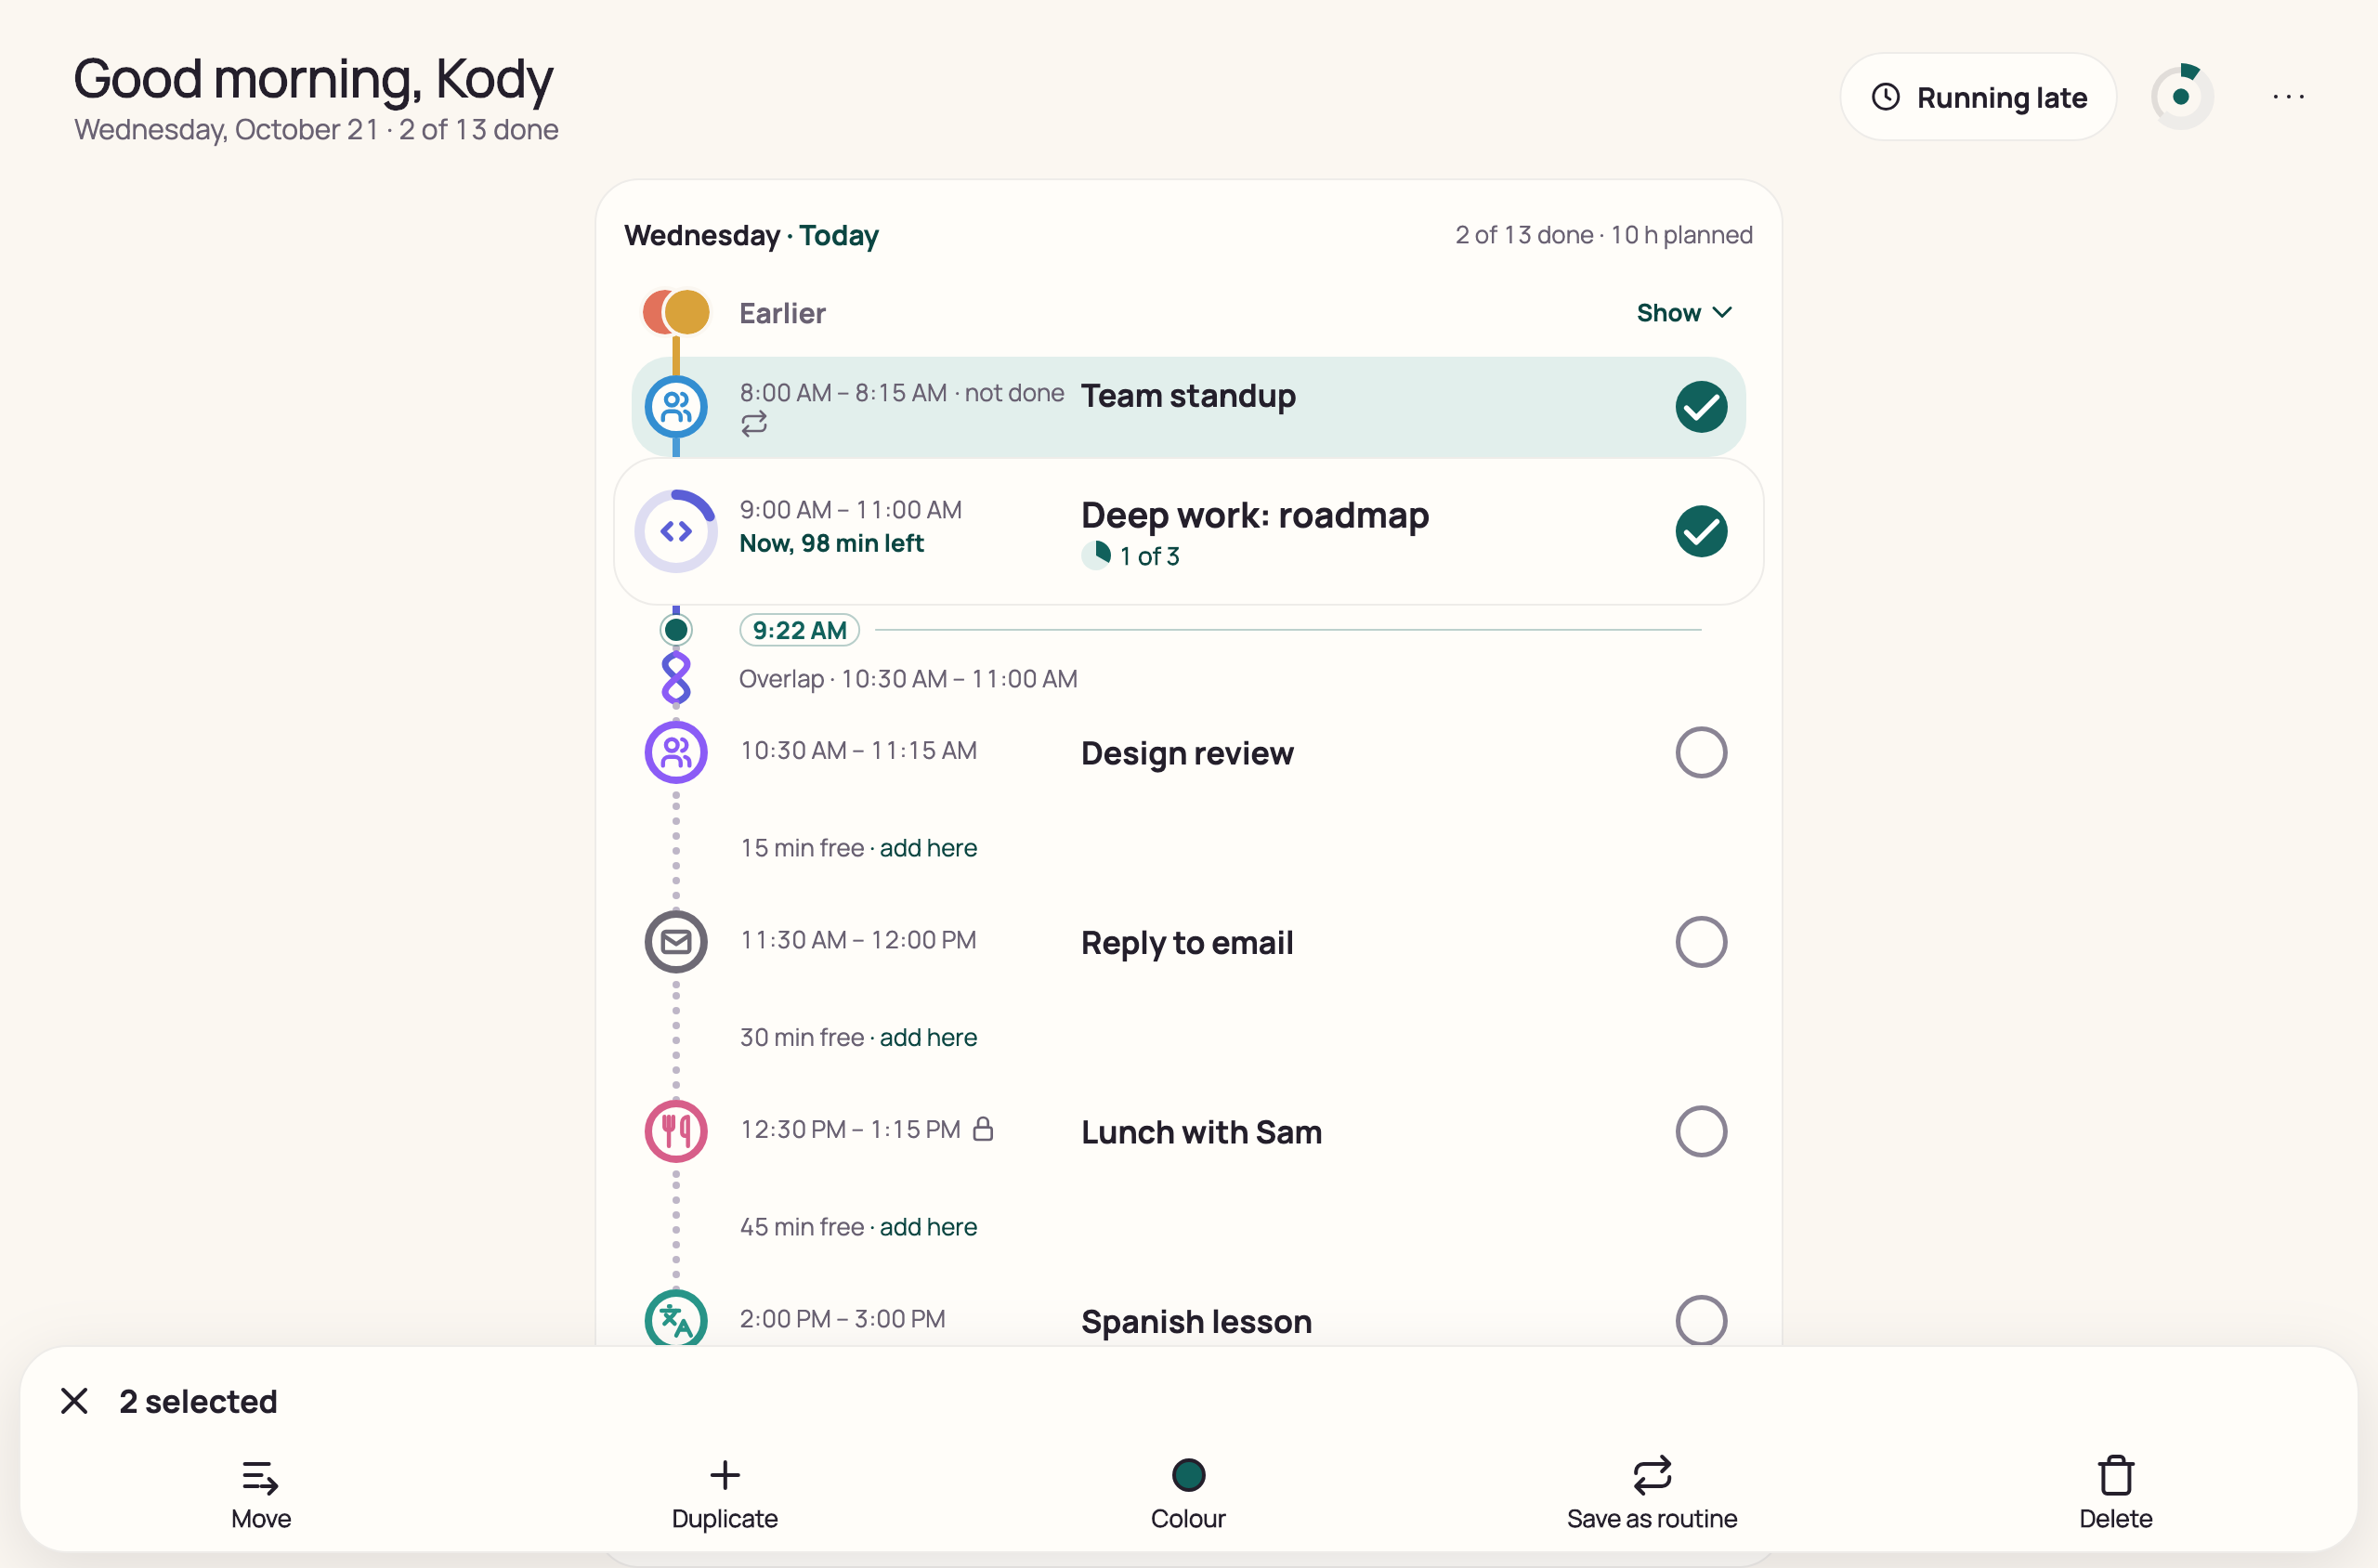 Good morning, Kody
Wednesday, October 21 · 2 of 13 done
Running late
Wednesday · Today
2 of 13 done · 10 h planned
Earlier
Show
8:00 AM – 8:15 AM · not done
Team standup
9:00 AM – 11:00 AM
Now, 98 min left
Deep work: roadmap
1 of 3
9:22 AM
Overlap · 10:30 AM – 11:00 AM
10:30 AM – 11:15 AM
Design review
15 min free · add here
11:30 AM – 12:00 PM
Reply to email
30 min free · add here
12:30 PM – 1:15 PM
Lunch with Sam
45 min free · add here
2:00 PM – 3:00 PM
Spanish lesson
2 selected
Move
Duplicate
Colour
Save as routine
Delete